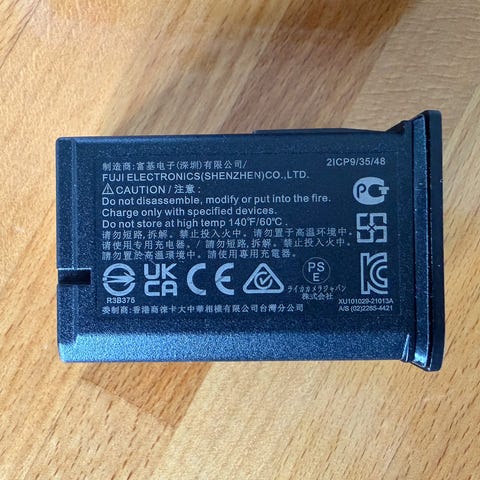 制造商:富基电子(深圳)有限公司/
2ICP9/35/48
FUJI ELECTRONICS(SHENZHEN)CO.,LTD.
CAUTION / 注意:
Do not disassemble, modify or put into the fire.
Charge only with specified devices.
Do not store at high temp 140°F/60°C.
请勿短路,拆解。禁止投入火中。请勿置于高温环境中。
请使用专用充电器。/ 請勿短路,拆解。禁止投入火中。
請勿置於高溫環境中。請使用專用充電器。
R3B375
UK
CA
CE
PS
E
ライカカメラジャパン
株式会社
XU101029-21013A
A/S (02)2285-4421
委制商:香港商徠卡大中華相機有限公司台灣分公司